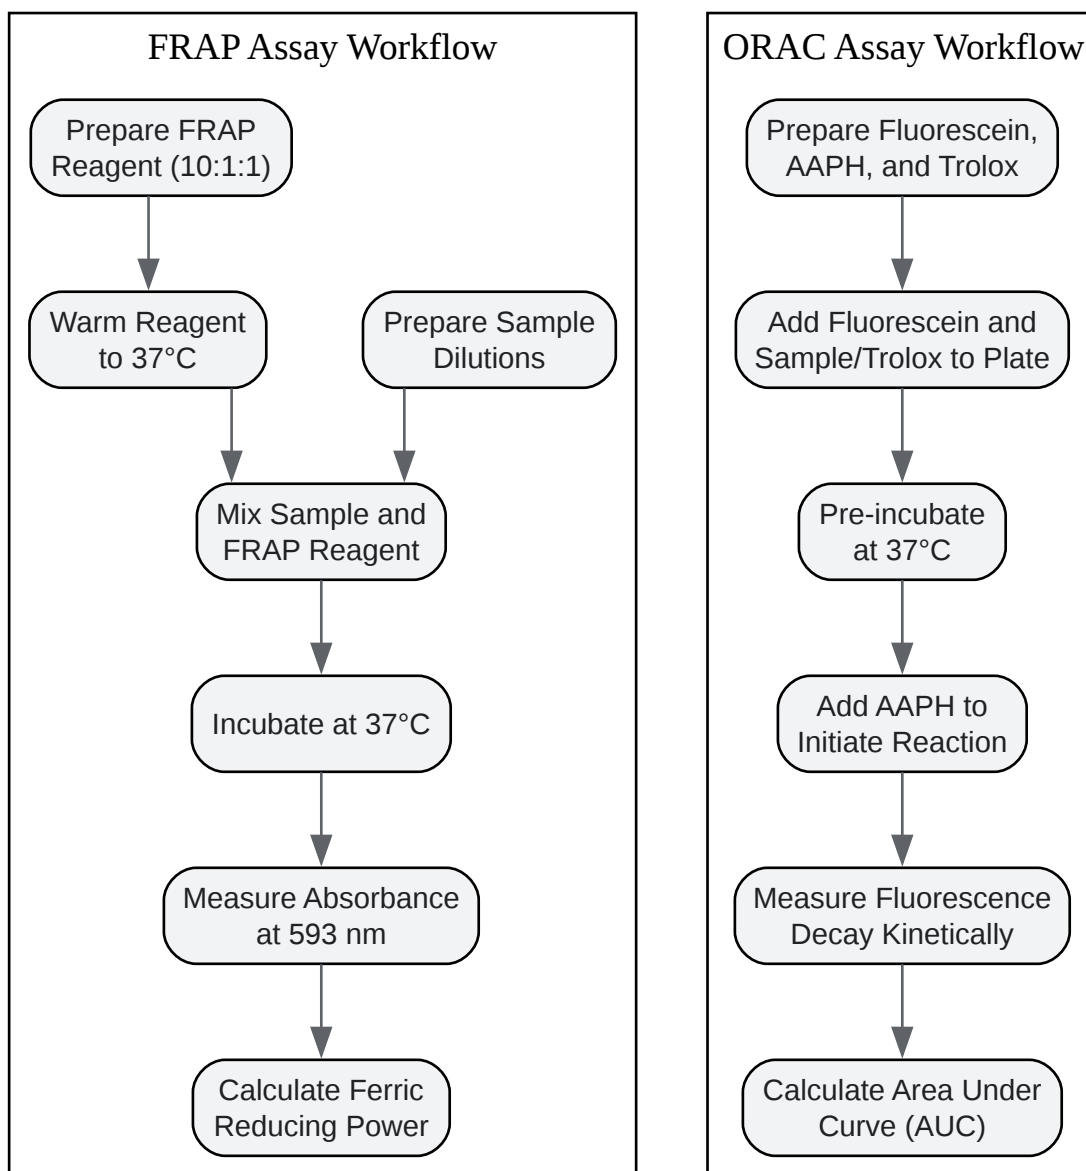 FRAP Assay Workflow
Prepare FRAP
Reagent (10:1:1)
Warm Reagent
to 37°C
Prepare Sample
Dilutions
Mix Sample and
FRAP Reagent
Incubate at 37°C
Measure Absorbance
at 593 nm
Calculate Ferric
Reducing Power
ORAC Assay Workflow
Prepare Fluorescein,
AAPH, and Trolox
Add Fluorescein and
Sample/Trolox to Plate
Pre-incubate
at 37°C
Add AAPH to
Initiate Reaction
Measure Fluorescence
Decay Kinetically
Calculate Area Under
Curve (AUC)